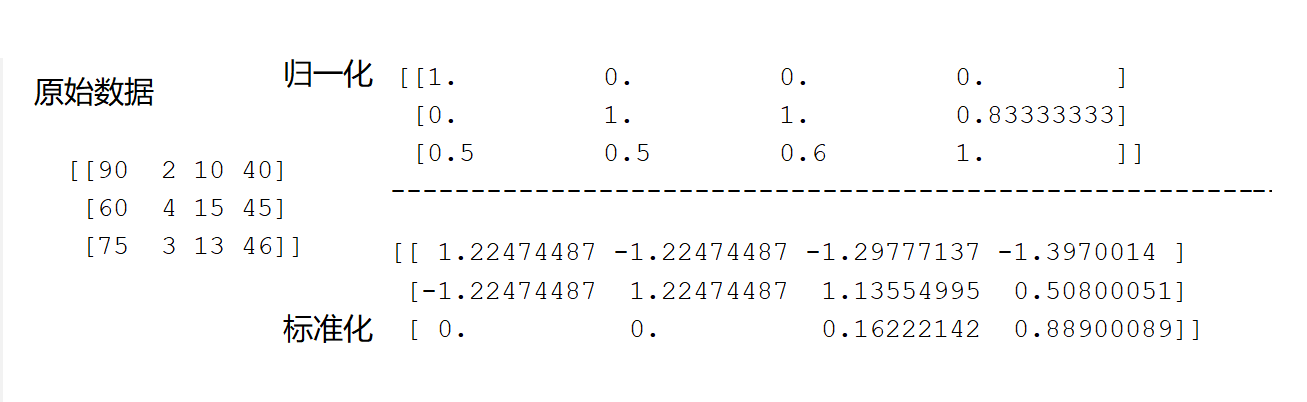 原始数据
[[90  2 10 40]
 [60  4 15 45]
 [75  3 13 46]]
归一化
[[1.         0.         0.         0.        ]
 [0.         1.         1.         0.83333333]
 [0.5        0.5        0.6        1.        ]]
--------------------------------------------------------
标准化
[[ 1.22474487 -1.22474487 -1.29777137 -1.3970014 ]
 [-1.22474487  1.22474487  1.13554995  0.50800051]
 [ 0.          0.          0.16222142  0.88900089]]